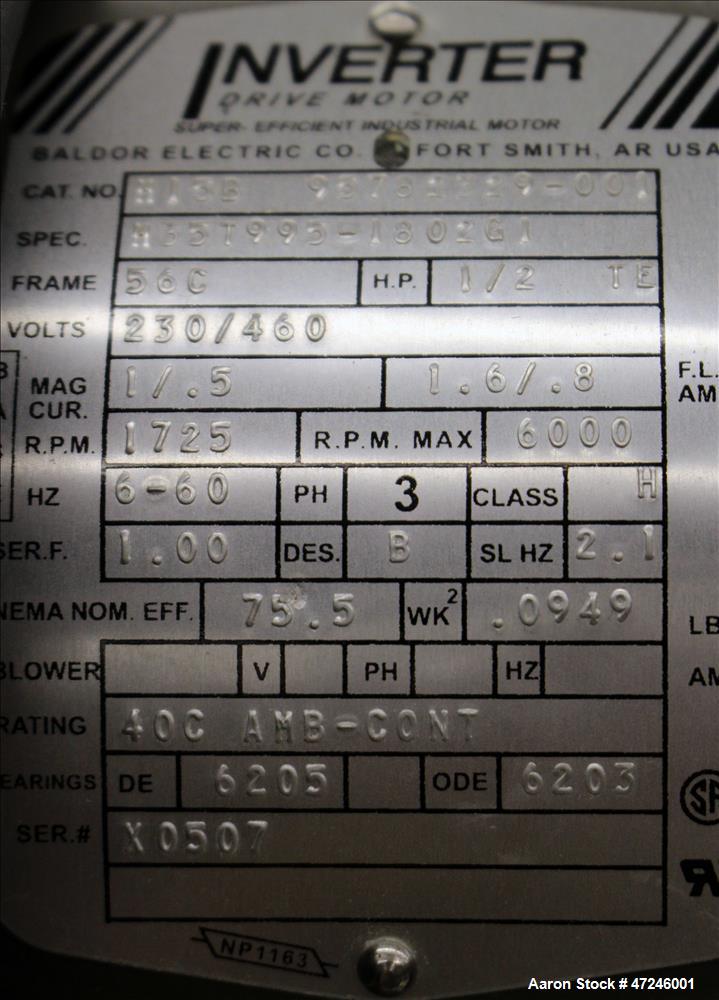 INVERTER
DRIVE MOTOR
SUPER-EFFICIENT INDUSTRIAL MOTOR
BALDOR ELECTRIC CO. FORT SMITH, AR USA
CAT. NO.
SPEC. M35T995-1802G1
FRAME 56C H.P. 1/2 TE
VOLTS 230/460
MAG CUR. 1/.5 1.6/.8 F.L. AM
R.P.M. 1725 R.P.M. MAX 6000
HZ 6-60 PH 3 CLASS H
SER.F. 1.00 DES. B SL HZ 2.1
NEMA NOM. EFF. 75.5 WK2 .0949 LB
BLOWER V PH HZ AM
RATING 40C AMB-CONT
EARINGS DE 6205 ODE 6203
SER.# X0507
NP1163
Aaron Stock # 47246001